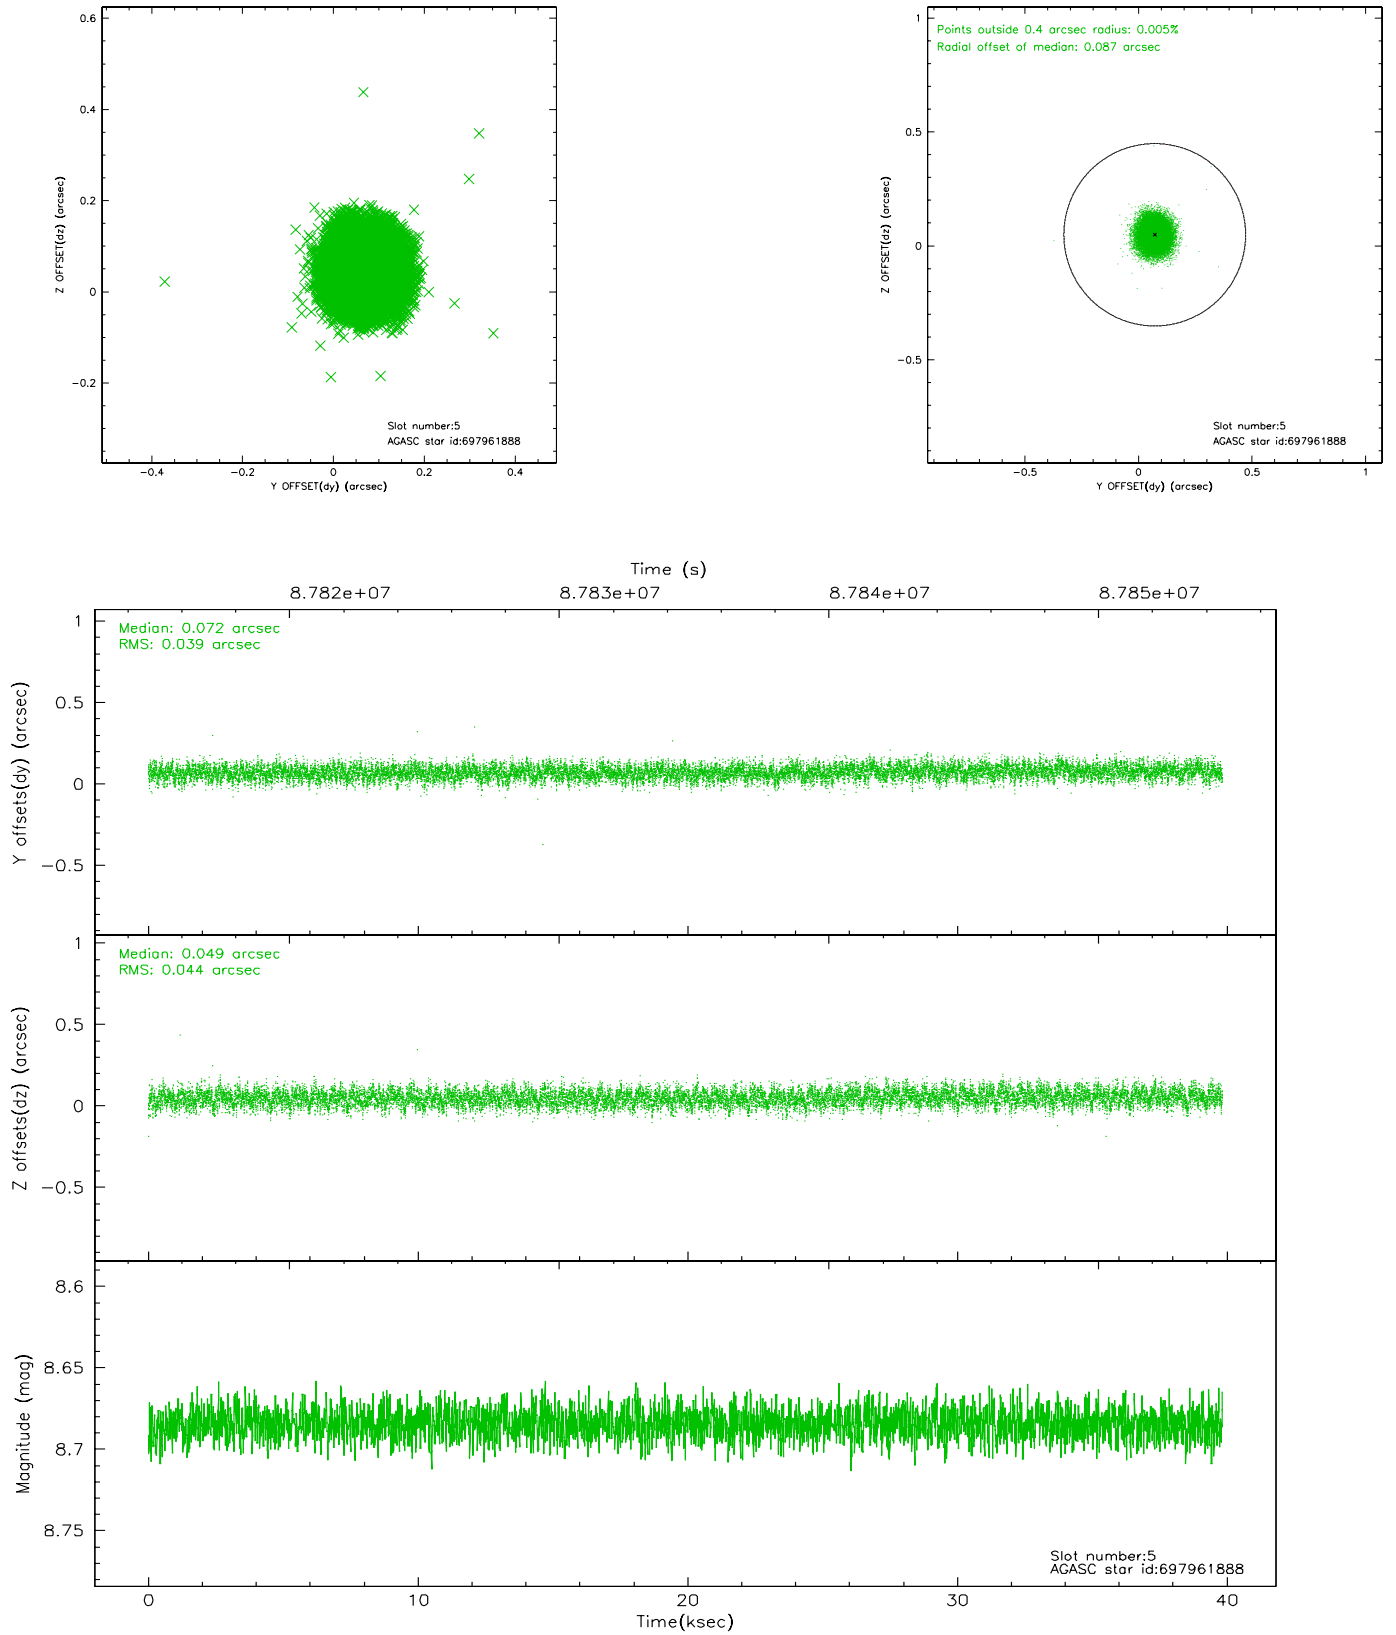 0.6
0.4
0.2
0
−0.2
−0.4
−0.2
0
0.2
0.4
Z OFFSET(dz) (arcsec)
Y OFFSET(dy) (arcsec)
Slot number:5
AGASC star id:697961888
Points outside 0.4 arcsec radius: 0.005%
Radial offset of median: 0.087 arcsec
1
0.5
0
−0.5
−0.5
0
0.5
1
Z OFFSET(dz) (arcsec)
Y OFFSET(dy) (arcsec)
Slot number:5
AGASC star id:697961888
Time (s)
8.782e+07
8.783e+07
8.784e+07
8.785e+07
Median: 0.072 arcsec
RMS: 0.039 arcsec
1
0.5
0
−0.5
Y offsets(dy) (arcsec)
Median: 0.049 arcsec
RMS: 0.044 arcsec
1
0.5
0
−0.5
Z offsets(dz) (arcsec)
8.6
8.65
8.7
8.75
Magnitude (mag)
Slot number:5
AGASC star id:697961888
0
10
20
30
40
Time(ksec)